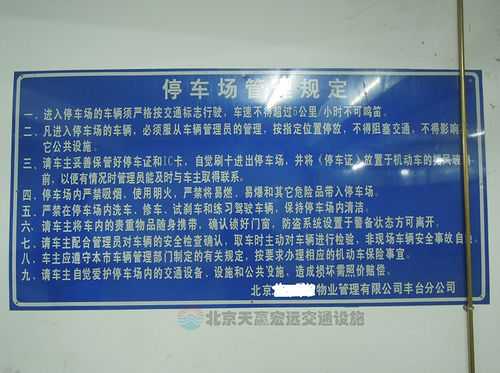 停车场管理规定
一、进入停车场的车辆须严格按交通标志行驶，车速不得超过5公里/小时不可鸣笛。
二、凡进入停车场的车辆，必须服从车辆管理员的管理，按指定位置停放，不得阻塞交通，不得影响
它公共设施。
三、请车主妥善保管好停车证和IC卡，自觉刷卡进出停车场，并将《停车证》放置于机动车的挡风玻
前，以便有情况时管理员能及时与车主取得联系。
四、停车场内严禁吸烟，使用明火，严禁将易燃、易爆和其它危险品带入停车场。
五、严禁在停车场内洗车、修车、试刹车和练习驾驶车辆，保持停车场内清洁。
六、请车主将车内的贵重物品随身携带，确认锁好门窗，防盗系统设置于警备状态方可离开。
七、请车主配合管理员对车辆的安全检查确认，取车时主动对车辆进行检验，非现场车辆安全事故自
八、车主应遵守本市车辆管理部门制定的有关规定，按要求办理相应的机动车保险事宜。
九、请车主自觉爱护停车场内的交通设备、设施和公共设施，造成损坏需照价赔偿。
北京 物业管理有限公司丰台分公司
北京天赢宏远交通设施